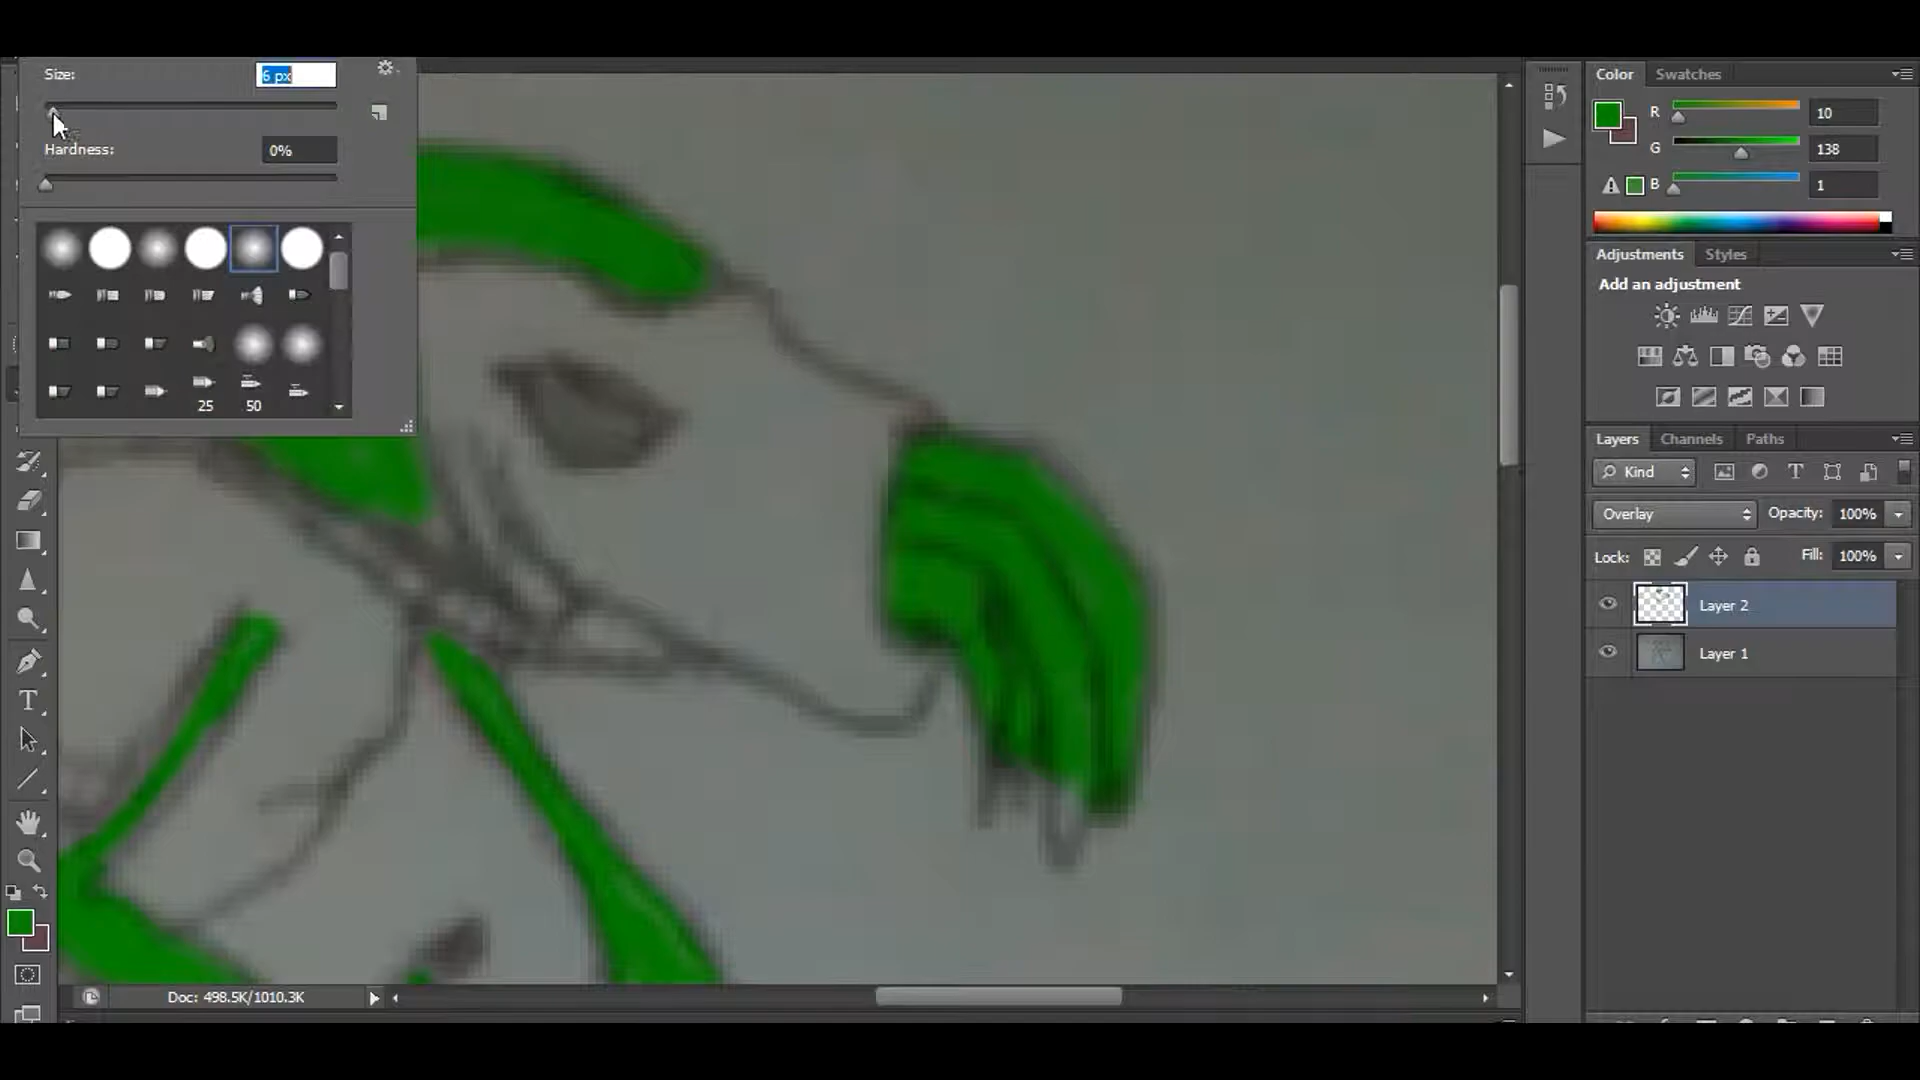 Size:
6 px
Hardness:
0%
25
50
Color
Swatches
R
10
G
138
B
1
Adjustments
Styles
Add an adjustment
Layers
Channels
Paths
Kind
T
Overlay
Opacity:
100%
Lock:
Fill:
100%
Layer 2
Layer 1
T
Doc: 498.5K/1010.3K